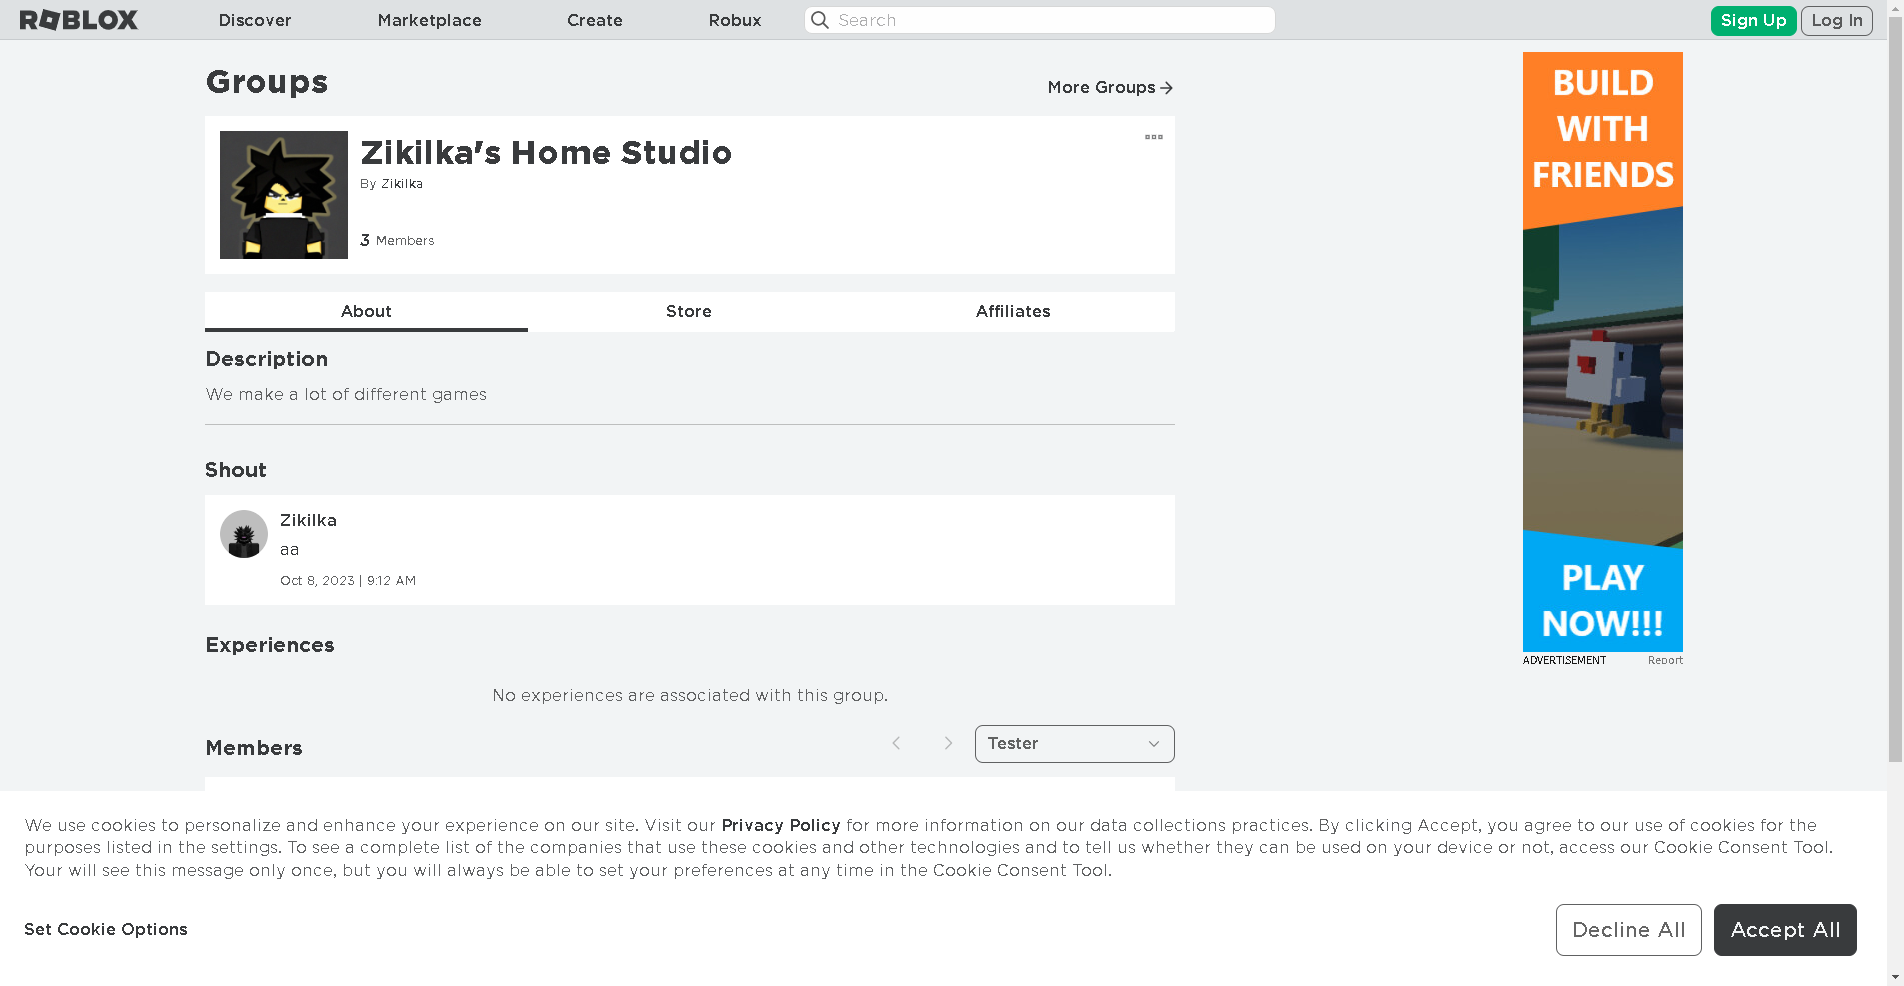 ROBLOX Discover Marketplace Create Robux Search Sign Up Log In
Groups
More Groups
Zikilka's Home Studio
By Zikilka
3 Members
About Store Affiliates
Description
We make a lot of different games
Shout
Zikilka
aa
Oct 8, 2023 | 9:12 AM
Experiences
No experiences are associated with this group.
Members
Tester
BUILD
WITH
FRIENDS
PLAY
NOW!!!
ADVERTISEMENT Report
We use cookies to personalize and enhance your experience on our site. Visit our Privacy Policy for more information on our data collections practices. By clicking Accept, you agree to our use of cookies for the
purposes listed in the settings. To see a complete list of the companies that use these cookies and other technologies and to tell us whether they can be used on your device or not, access our Cookie Consent Tool.
Your will see this message only once, but you will always be able to set your preferences at any time in the Cookie Consent Tool.
Set Cookie Options
Decline All
Accept All